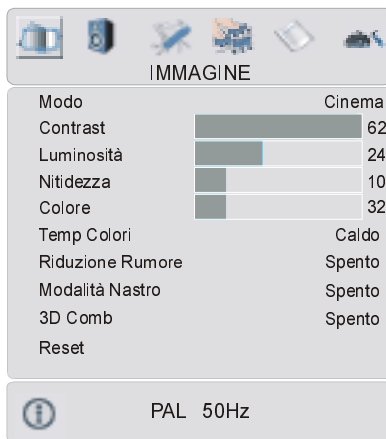 IMMAGINE
Modo Cinema
Contrast 62
Luminosità 24
Nitidezza 10
Colore 32
Temp Colori Caldo
Riduzione Rumore Spento
Modalità Nastro Spento
3D Comb Spento
Reset
PAL 50Hz